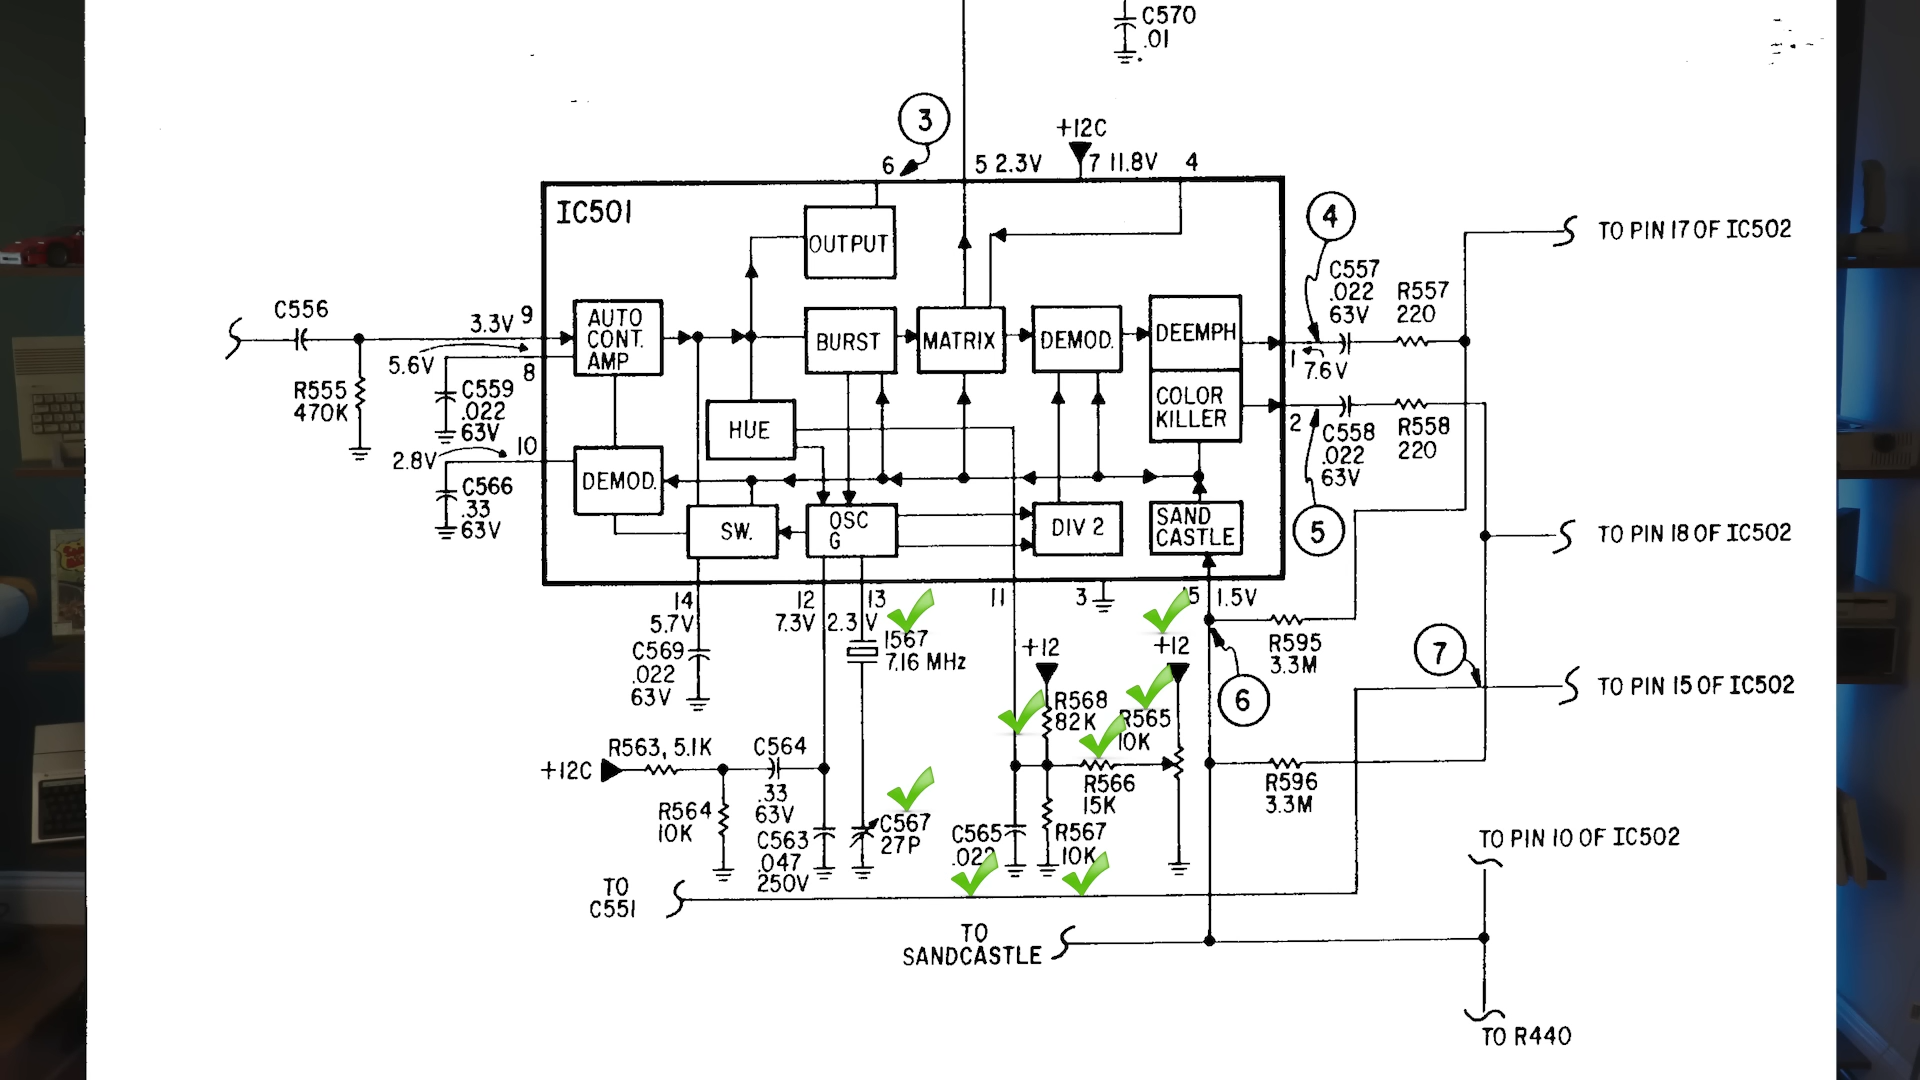 C570
.01
3
+12C
6
5 2.3V
7 11.8V
4
IC501
4
OUTPUT
TO PIN 17 OF IC502
C557
.022
63V
R557
220
C556
3.3V
9
AUTO
CONT.
AMP
BURST
MATRIX
DEMOD.
DEEMPH
1
7.6V
5.6V
8
R555
470K
C559
.022
63V
HUE
COLOR
KILLER
2
C558
.022
63V
R558
220
2.8V
10
C566
.33
63V
DEMOD.
SW.
OSC
G
DIV 2
SAND
CASTLE
5
TO PIN 18 OF IC502
14
5.7V
12
7.3V
13
2.3V
11
3
15
1.5V
1567
7.16 MHz
C569
.022
63V
+12
+12
R595
3.3M
7
6
TO PIN 15 OF IC502
R568
82K
R565
10K
R563, 5.1K
C564
+12C
.33
63V
R564
10K
R566
15K
R596
3.3M
C563
.047
250V
C567
27P
C565
.022
R567
10K
TO PIN 10 OF IC502
TO
C551
TO
SANDCASTLE
TO R440